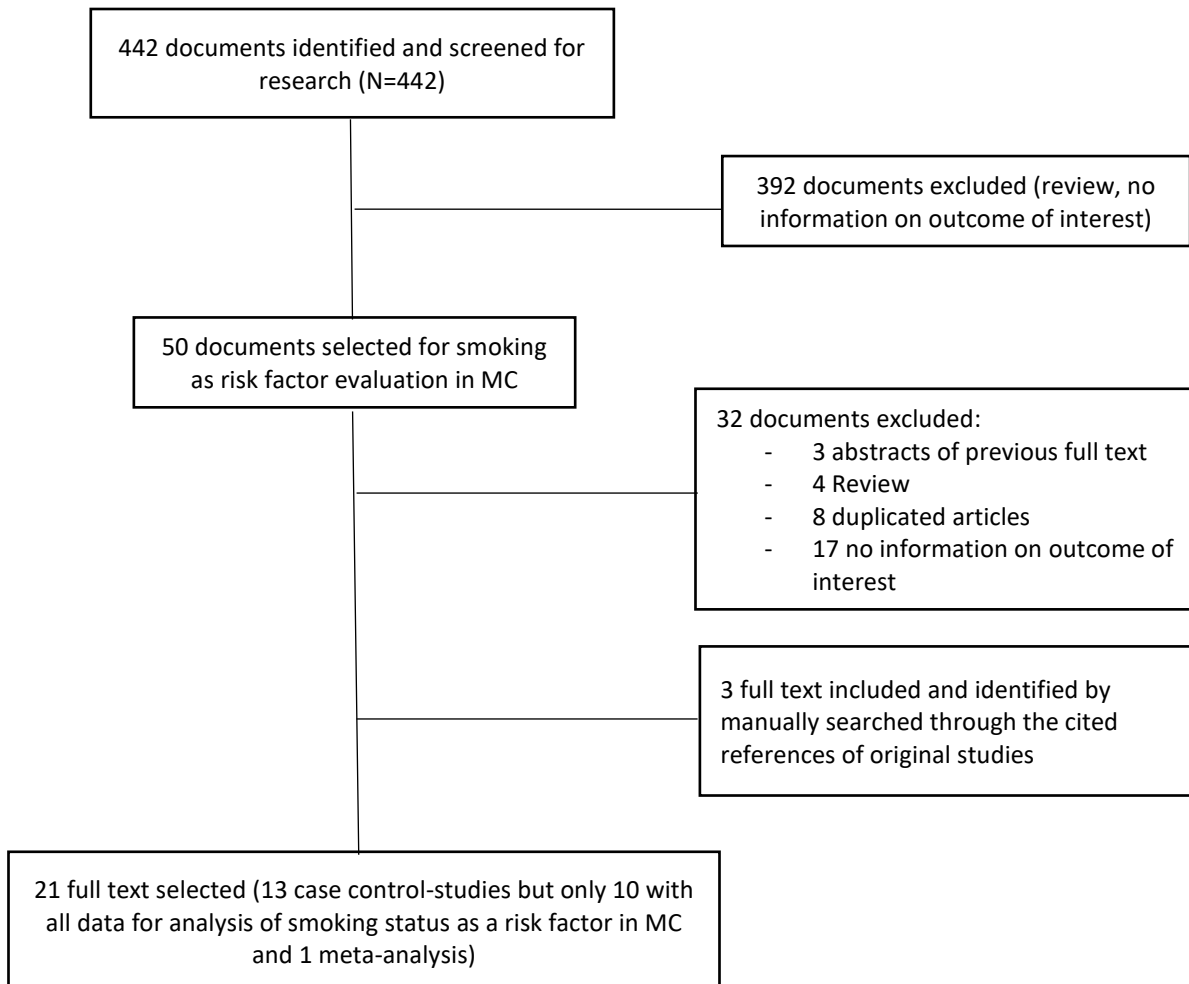 442 documents identified and screened for
research (N=442)
392 documents excluded (review, no
information on outcome of interest)
50 documents selected for smoking
as risk factor evaluation in MC
32 documents excluded:
- 3 abstracts of previous full text
- 4 Review
- 8 duplicated articles
- 17 no information on outcome of
interest
3 full text included and identified by
manually searched through the cited
references of original studies
21 full text selected (13 case control-studies but only 10 with
all data for analysis of smoking status as a risk factor in MC
and 1 meta-analysis)